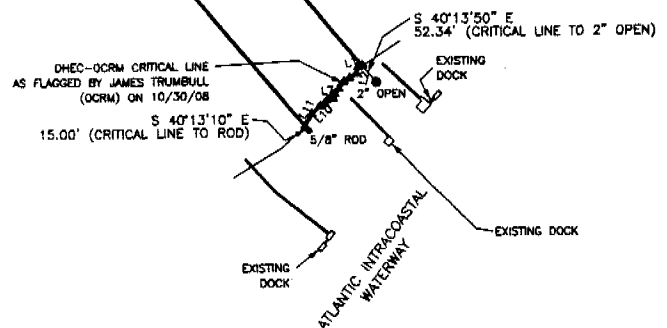 S 40°13'50" E
52.34' (CRITICAL LINE TO 2" OPEN)
DHEC-OCRM CRITICAL LINE
AS FLAGGED BY JAMES TRUMBULL
(OCRM) ON 10/30/08
EXISTING
DOCK
2" OPEN
S 40°13'10" E
15.00' (CRITICAL LINE TO ROD)
L11
L10
5/8" ROD
EXISTING DOCK
EXISTING
DOCK
ATLANTIC INTRACOASTAL
WATERWAY